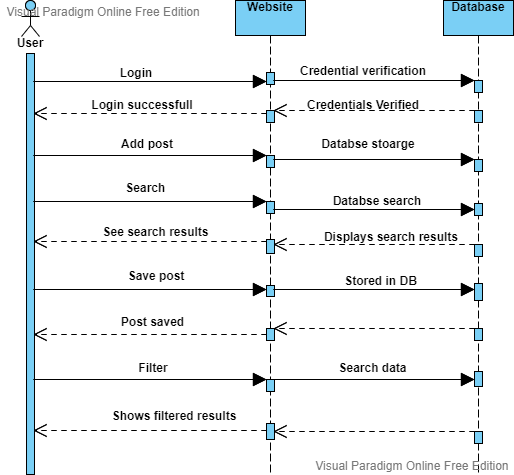 Visual Paradigm Online Free Edition
Website
Database
User
Login
Credential verification
Login successfull
Credentials Verified
Add post
Databse stoarge
Search
Databse search
See search results
Displays search results
Save post
Stored in DB
Post saved
Filter
Search data
Shows filtered results
Visual Paradigm Online Free Edition